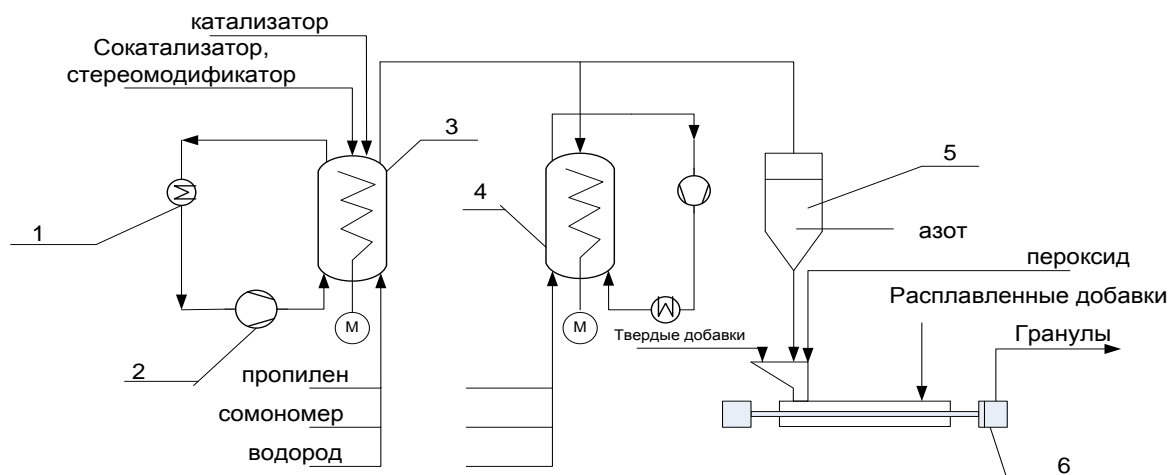 катализатор
Сокатализатор,
стереомодификатор
3
4
5
1
азот
пероксид
М
М
Расплавленные добавки
Твердые добавки
Гранулы
2
пропилен
сомономер
водород
6